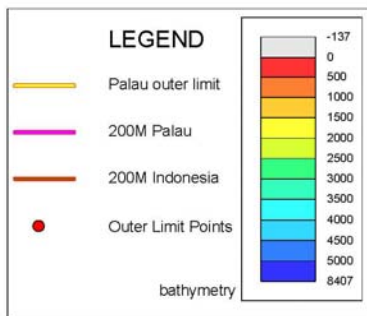 LEGEND
Palau outer limit
200M Palau
200M Indonesia
Outer Limit Points
bathymetry
-137
0
500
1000
1500
2000
2500
3000
3500
4000
4500
5000
8407